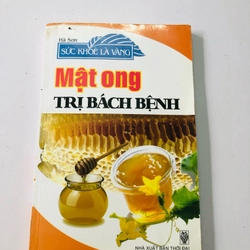 Hà Sơn
SỨC KHỎE LÀ VÀNG
Mật ong
TRỊ BÁCH BỆNH
NHÀ XUẤT BẢN THỜI ĐẠI